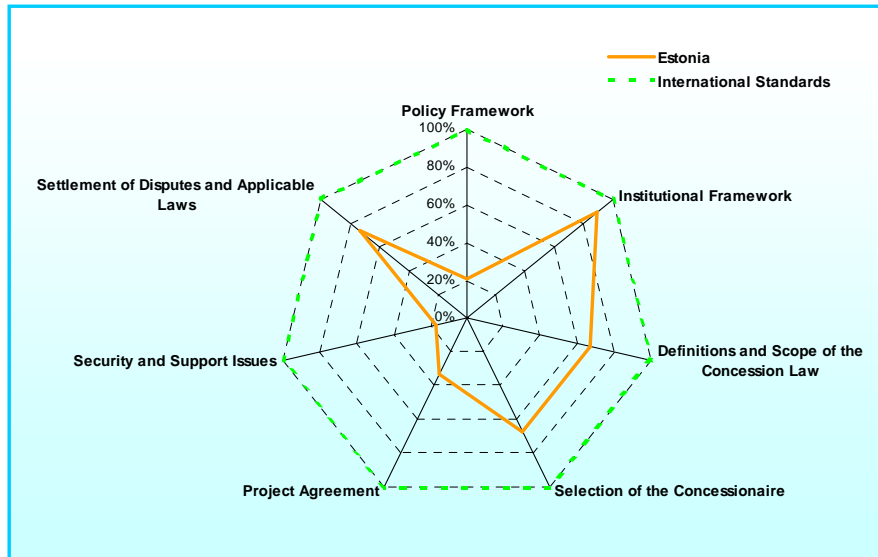 Estonia
International Standards
Policy Framework
100%
80%
60%
40%
20%
0%
Institutional Framework
Definitions and Scope of the
Concession Law
Selection of the Concessionaire
Project Agreement
Security and Support Issues
Settlement of Disputes and Applicable
Laws